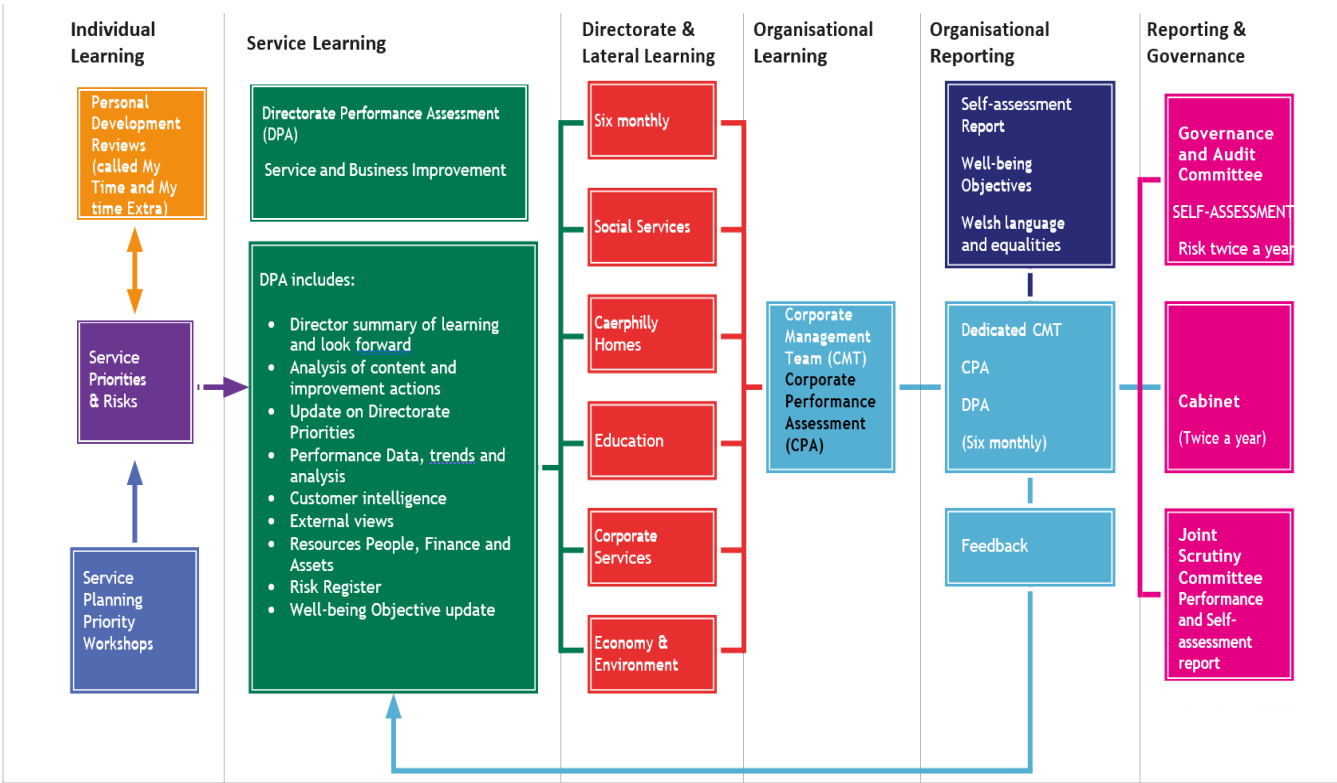 Individual
Learning
Service Learning
Directorate &
Lateral Learning
Organisational
Learning
Organisational
Reporting
Reporting &
Governance
Personal
Development
Reviews
(called My
Time and My
time Extra)
Service
Priorities
& Risks
Service
Planning
Priority
Workshops
Directorate Performance Assessment
(DPA)
Service and Business Improvement
DPA includes:
• Director summary of learning
and look forward
• Analysis of content and
improvement actions
• Update on Directorate
Priorities
• Performance Data, trends and
analysis
• Customer intelligence
• External views
• Resources People, Finance and
Assets
• Risk Register
• Well-being Objective update
Six monthly
Social Services
Caerphilly
Homes
Education
Corporate
Services
Economy &
Environment
Corporate
Management
Team (CMT)
Corporate
Performance
Assessment
(CPA)
Self-assessment
Report
Well-being
Objectives
Welsh language
and equalities
Dedicated CMT
CPA
DPA
(Six monthly)
Feedback
Governance
and Audit
Committee
SELF-ASSESSMENT
Risk twice a year
Cabinet
(Twice a year)
Joint
Scrutiny
Committee
Performance
and Self-
assessment
report